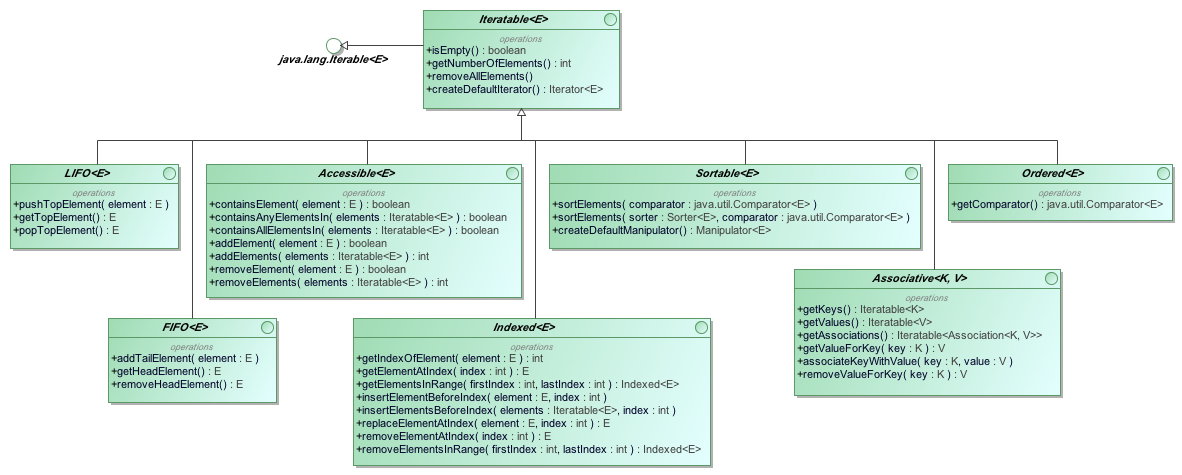 Iteratable<E>
operations
+isEmpty() : boolean
+getNumberOfElements() : int
+removeAllElements()
+createDefaultIterator() : Iterator<E>
java.lang.Iterable<E>
LIFO<E>
operations
+pushTopElement( element : E )
+getTopElement() : E
+popTopElement() : E
Accessible<E>
operations
+containsElement( element : E ) : boolean
+containsAnyElementsIn( elements : Iteratable<E> ) : boolean
+containsAllElementsIn( elements : Iteratable<E> ) : boolean
+addElement( element : E ) : boolean
+addElements( elements : Iteratable<E> ) : int
+removeElement( element : E ) : boolean
+removeElements( elements : Iteratable<E> ) : int
Sortable<E>
operations
+sortElements( comparator : java.util.Comparator<E> )
+sortElements( sorter : Sorter<E>, comparator : java.util.Comparator<E> )
+createDefaultManipulator() : Manipulator<E>
Ordered<E>
operations
+getComparator() : java.util.Comparator<E>
Associative<K, V>
operations
+getKeys() : Iteratable<K>
+getValues() : Iteratable<V>
+getAssociations() : Iteratable<Association<K, V>>
+getValueForKey( key : K ) : V
+associateKeyWithValue( key : K, value : V )
+removeValueForKey( key : K ) : V
FIFO<E>
operations
+addTailElement( element : E )
+getHeadElement() : E
+removeHeadElement() : E
Indexed<E>
operations
+getIndexOfElement( element : E ) : int
+getElementAtIndex( index : int ) : E
+getElementsInRange( firstIndex : int, lastIndex : int ) : Indexed<E>
+insertElementBeforeIndex( element : E, index : int )
+insertElementsBeforeIndex( elements : Iteratable<E>, index : int )
+replaceElementAtIndex( element : E, index : int ) : E
+removeElementAtIndex( index : int ) : E
+removeElementsInRange( firstIndex : int, lastIndex : int ) : Indexed<E>